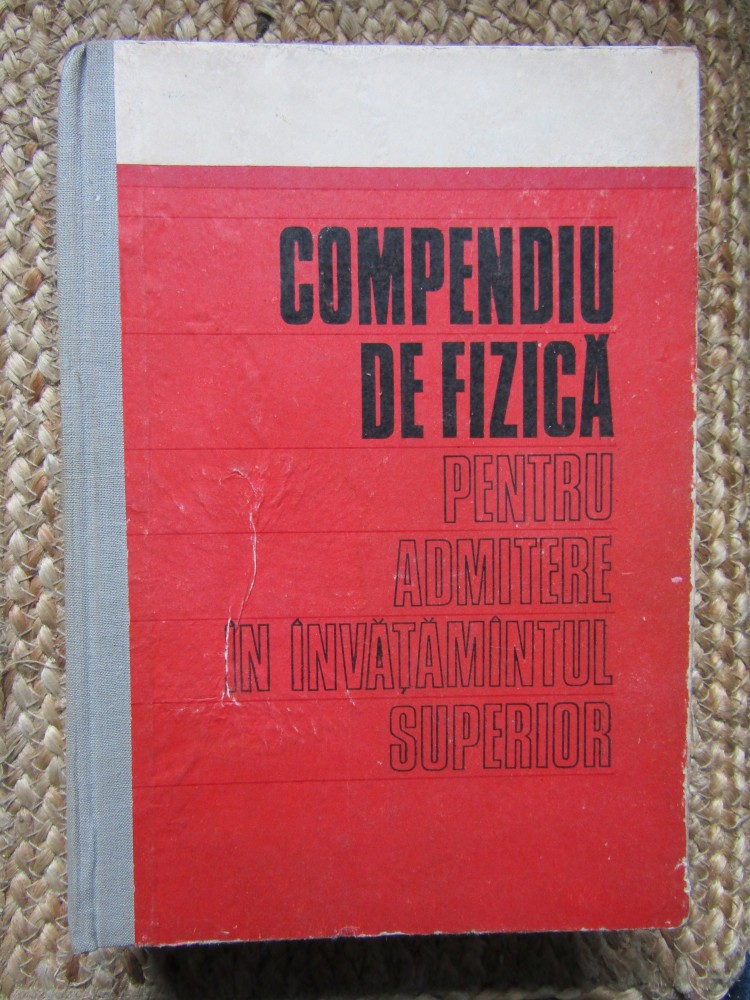 COMPENDIU
DE FIZICĂ
PENTRU
ADMITERE
ÎN ÎNVĂȚĂMÎNTUL
SUPERIOR